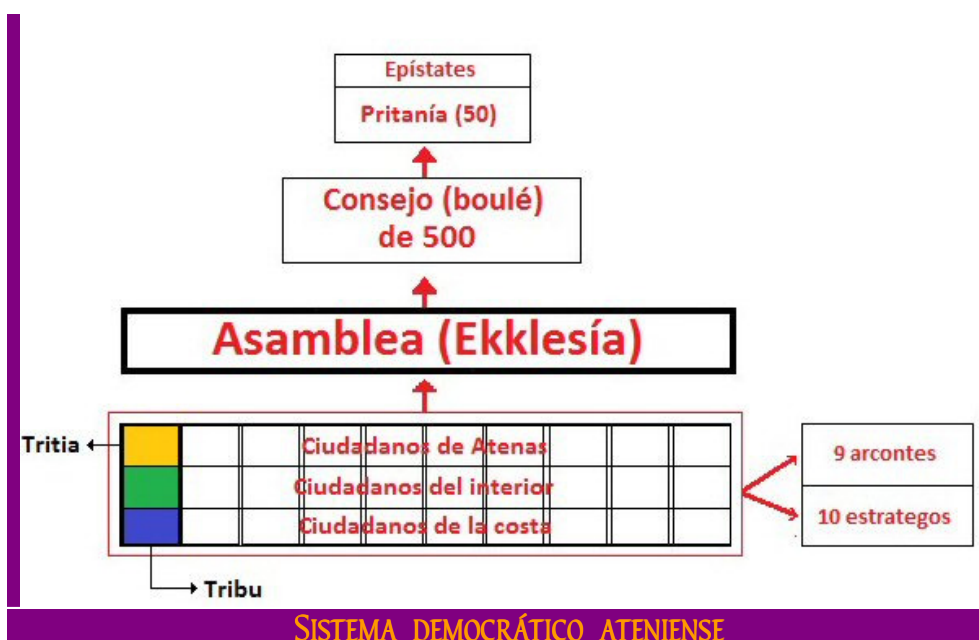 Epístates
Pritanía (50)
Consejo (boulé)
de 500
Asamblea (Ekklesía)
Tritia
Ciudadanos de Atenas
Ciudadanos del interior
Ciudadanos de la costa
9 arcontes
10 estrategos
Tribu
SISTEMA DEMOCRÁTICO ATENIENSE